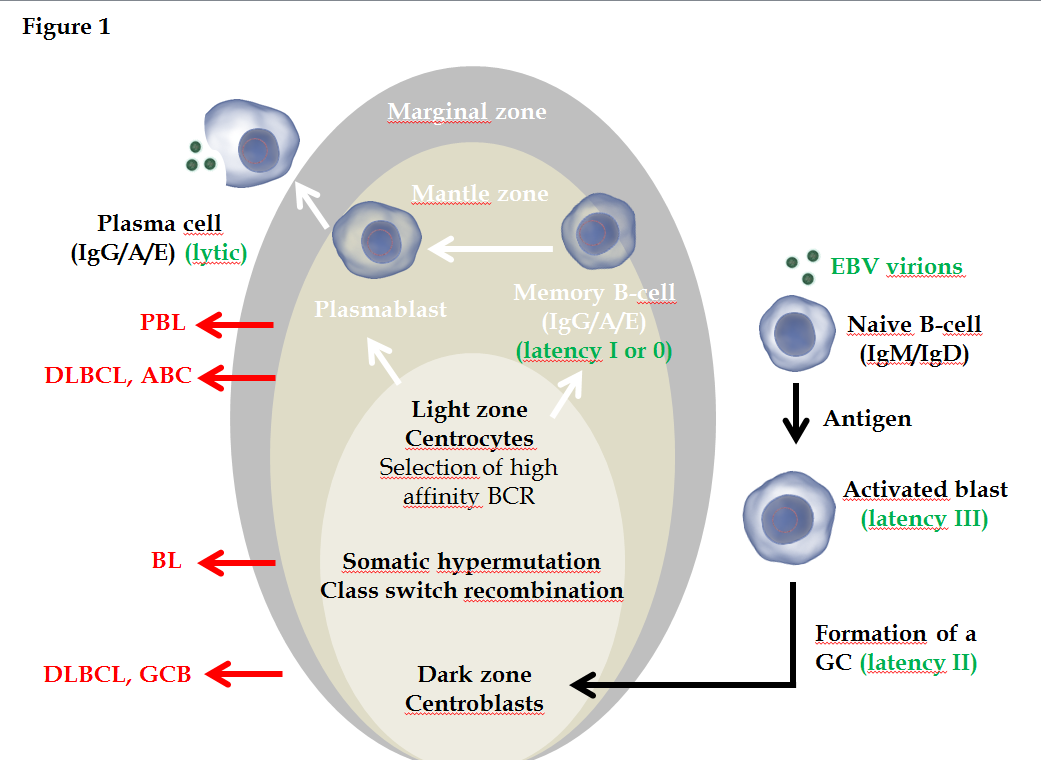 Figure 1
Marginal zone
Mantle zone
Plasma cell
(IgG/A/E) (lytic)
Plasmablast
Memory B-cell
(IgG/A/E)
(latency I or 0)
EBV virions
Naive B-cell
(IgM/IgD)
Antigen
Activated blast
(latency III)
Formation of a
GC (latency II)
PBL
DLBCL, ABC
BL
DLBCL, GCB
Light zone
Centrocytes
Selection of high
affinity BCR
Somatic hypermutation
Class switch recombination
Dark zone
Centroblasts